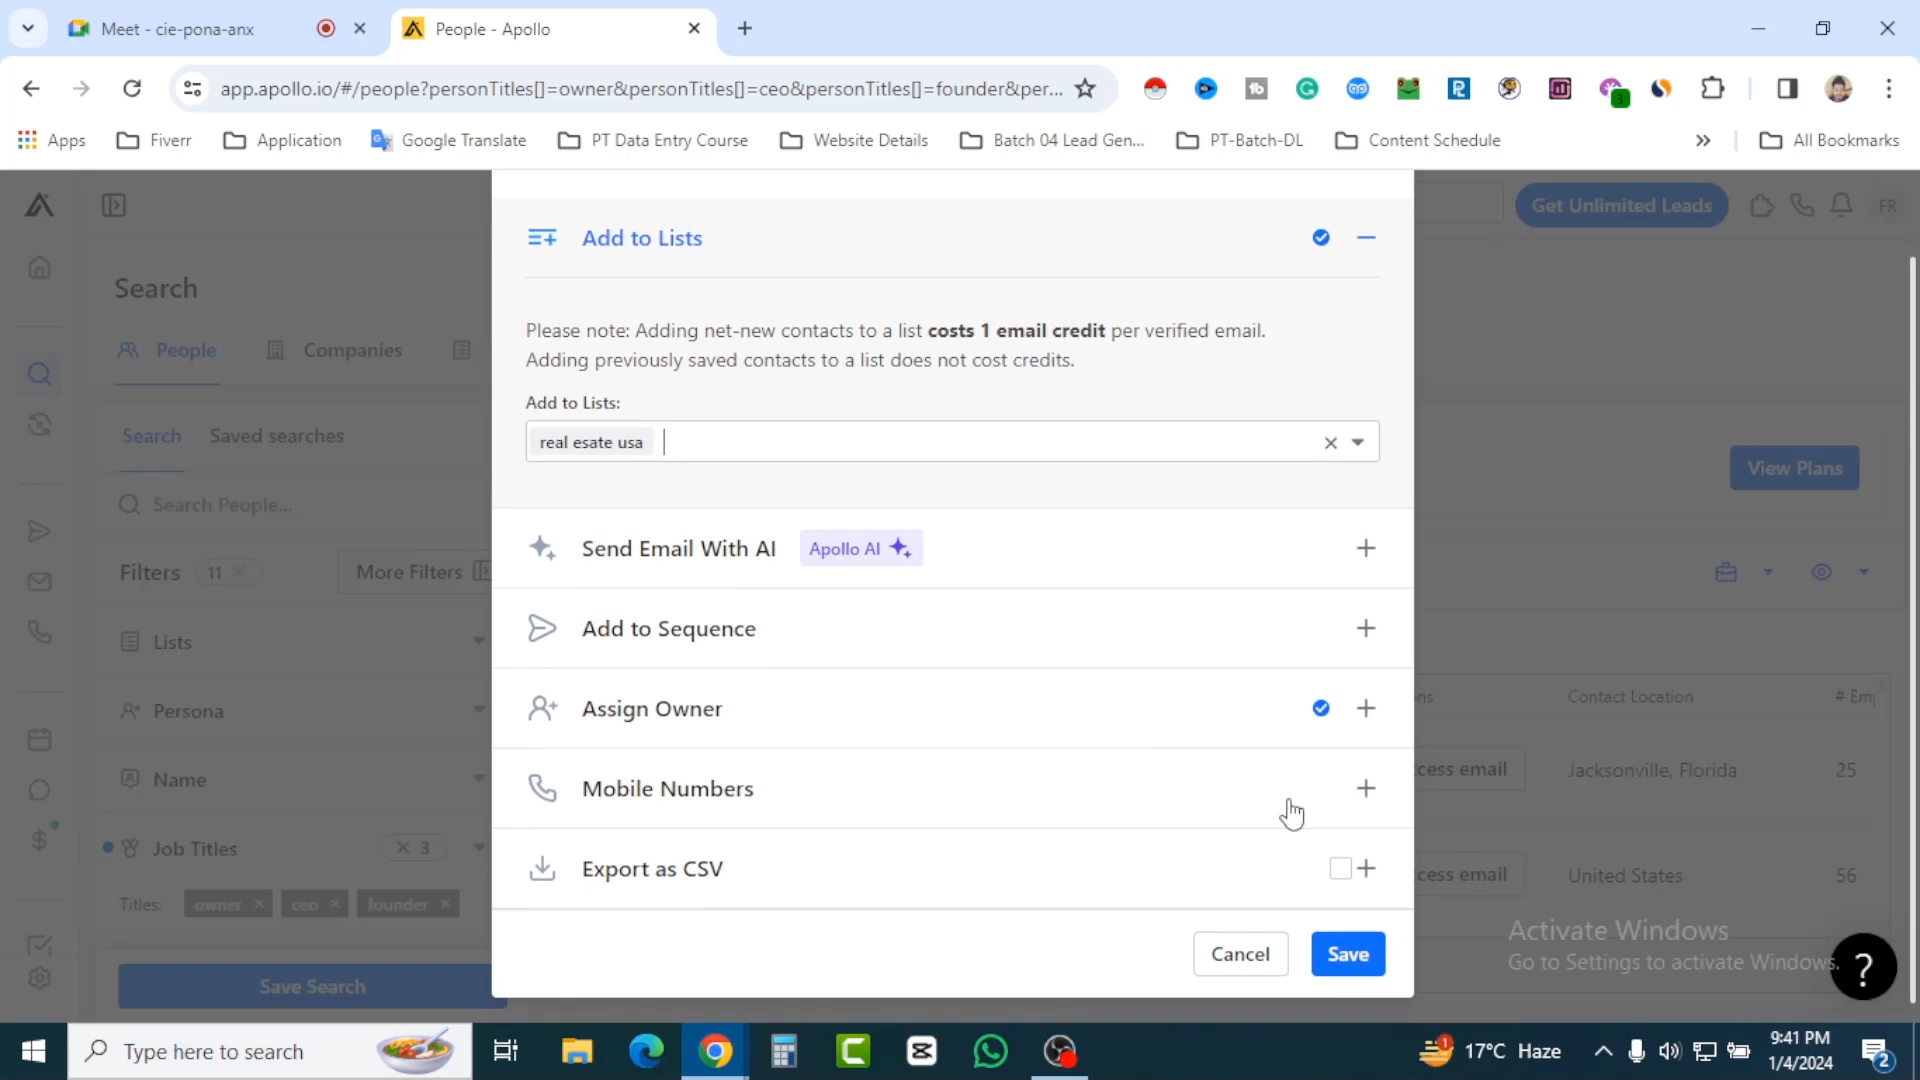 Meet - cie-pona-anx
People - Apollo
app.apollo.io/#/people?personTitles[]=owner&personTitles[]=ceo&personTitles[]=founder&per...
Apps
Fiverr
Application
Google Translate
PT Data Entry Course
Website Details
Batch 04 Lead Gen...
PT-Batch-DL
Content Schedule
All Bookmarks
Get Unlimited Leads
FR
Search
People
Companies
Search
Saved searches
Search People...
Filters 11
More Filters
Lists
Persona
Name
Job Titles 3
Titles: owner ceo founder
Save Search
Add to Lists
Please note: Adding net-new contacts to a list costs 1 email credit per verified email.
Adding previously saved contacts to a list does not cost credits.
Add to Lists:
real esate usa
Send Email With AI Apollo AI
Add to Sequence
Assign Owner
Mobile Numbers
Export as CSV
Cancel
Save
View Plans
ns
Contact Location
# Em
cess email
Jacksonville, Florida
25
cess email
United States
56
Activate Windows
Go to Settings to activate Windows.
?
Type here to search
17°C Haze
9:41 PM
1/4/2024
2